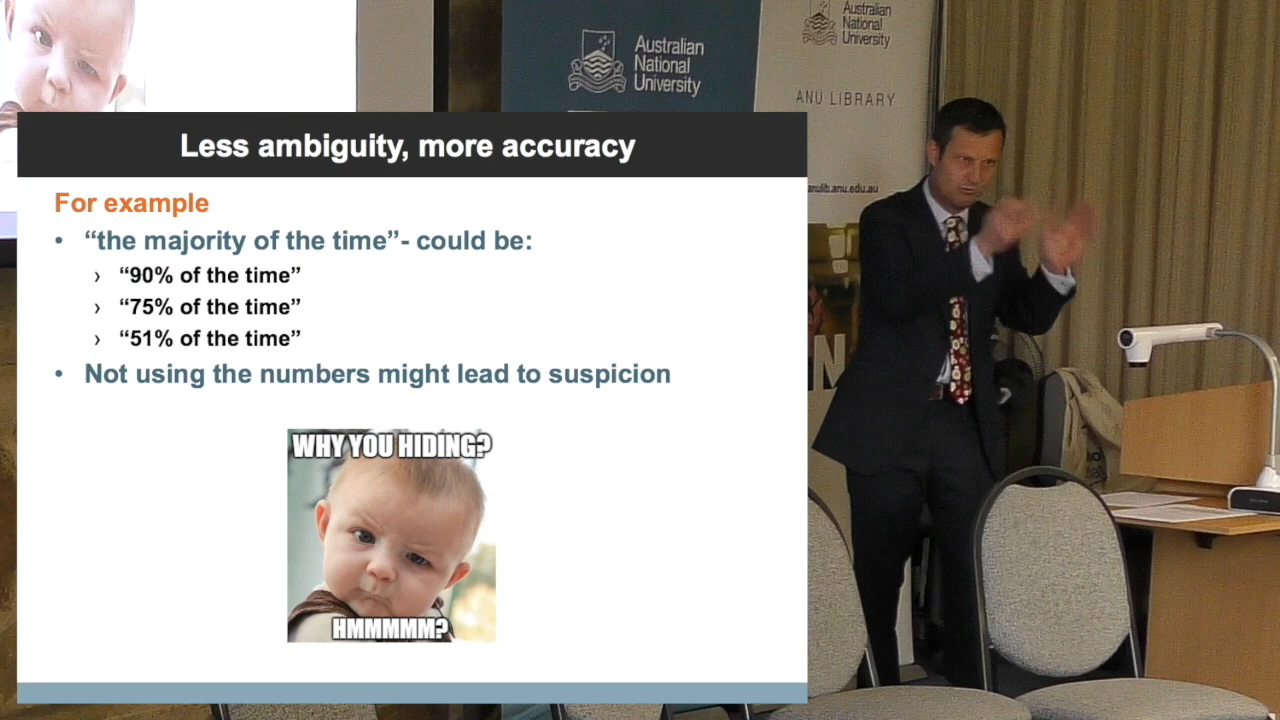 Australian
National
University
Australian
National
University
ANU LIBRARY
anulib.anu.edu.au
Less ambiguity, more accuracy
For example
• “the majority of the time”- could be:
› “90% of the time”
› “75% of the time”
› “51% of the time”
• Not using the numbers might lead to suspicion
WHY YOU HIDING?
HMMMMM?